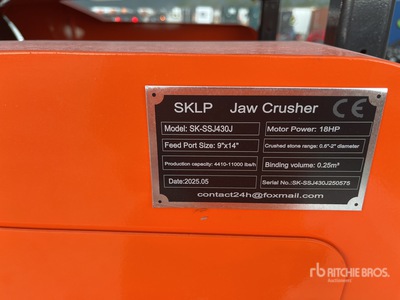 SKLP Jaw Crusher CE
Model: SK-SSJ430J
Motor Power: 18HP
Feed Port Size: 9"x14"
Crushed stone range: 0.6"-2" diameter
Production capacity: 4410-11000 lbs/h
Binding volume: 0.25m³
Date:2025.05
Serial No.:SK-SSJ430J250575
contact24h@foxmail.com
rb RITCHIE BROS.
Auctioneers